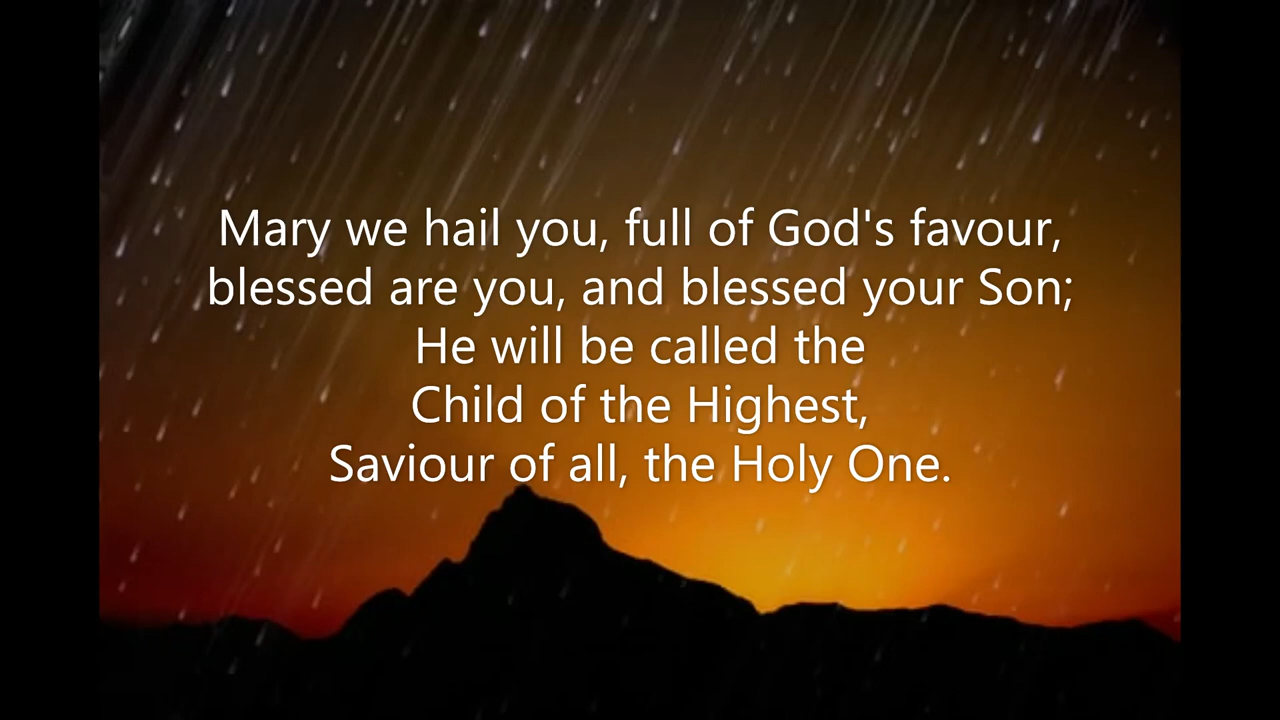 Mary we hail you, full of God's favour,
blessed are you, and blessed your Son;
He will be called the
Child of the Highest,
Saviour of all, the Holy One.